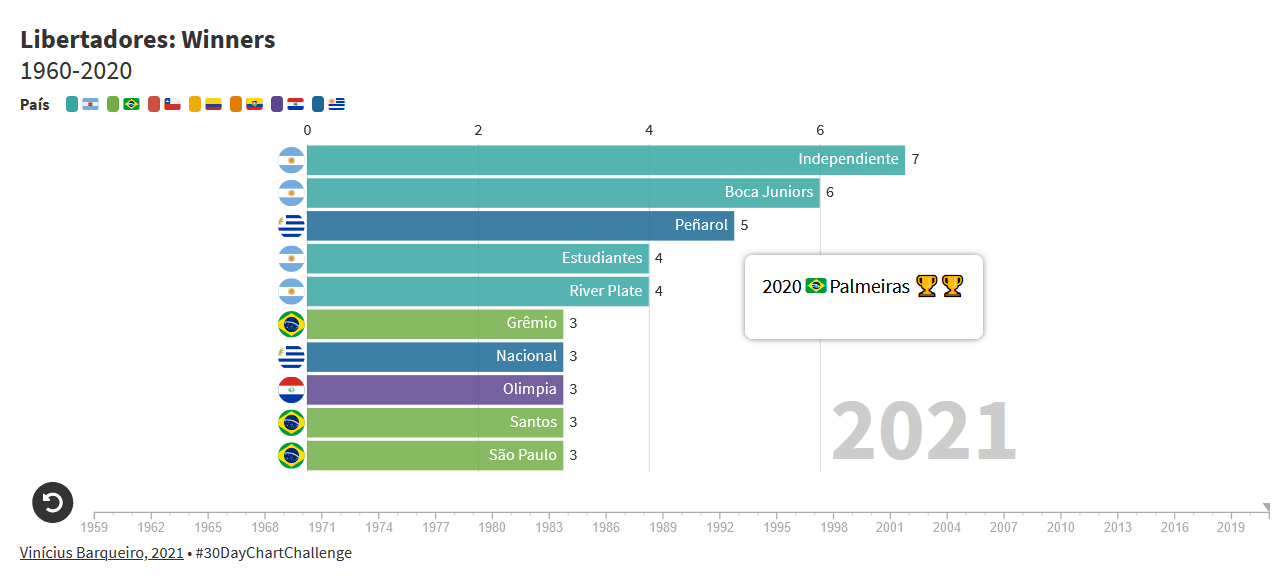 Libertadores: Winners
1960-2020
País
0 2 4 6
Independiente 7
Boca Juniors 6
Peñarol 5
Estudiantes 4
River Plate 4
2020 Palmeiras
Grêmio 3
Nacional 3
Olimpia 3
Santos 3
São Paulo 3
2021
1959 1962 1965 1968 1971 1974 1977 1980 1983 1986 1989 1992 1995 1998 2001 2004 2007 2010 2013 2016 2019
Vinícius Barqueiro, 2021 • #30DayChartChallenge